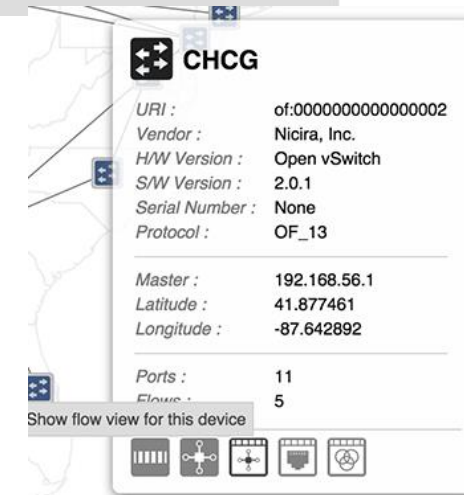 CHCG
URI : of:0000000000000002
Vendor : Nicira, Inc.
H/W Version : Open vSwitch
S/W Version : 2.0.1
Serial Number : None
Protocol : OF_13
Master : 192.168.56.1
Latitude : 41.877461
Longitude : -87.642892
Ports : 11
Flows : 5
Show flow view for this device